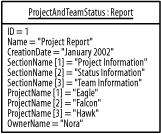 ProjectAndTeamStatus : Report
ID = 1
Name = "Project Report"
CreationDate = "January 2002"
SectionName [1] = "Project Information"
SectionName [2] = "Status Information"
SectionName [3] = "Team Information"
ProjectName [1] = "Eagle"
ProjectName [2] = "Falcon"
ProjectName [3] = "Hawk"
OwnerName = "Nora"